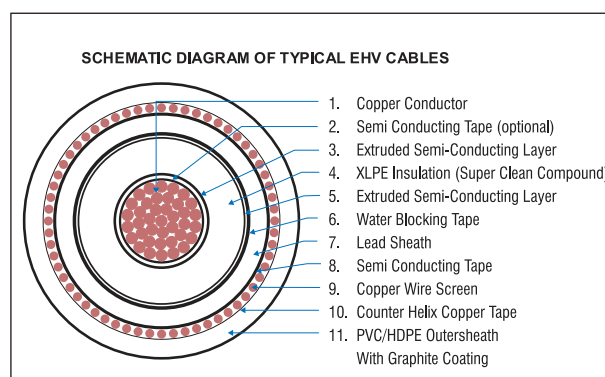 SCHEMATIC DIAGRAM OF TYPICAL EHV CABLES
1. Copper Conductor
2. Semi Conducting Tape (optional)
3. Extruded Semi-Conducting Layer
4. XLPE Insulation (Super Clean Compound)
5. Extruded Semi-Conducting Layer
6. Water Blocking Tape
7. Lead Sheath
8. Semi Conducting Tape
9. Copper Wire Screen
10. Counter Helix Copper Tape
11. PVC/HDPE Outersheath
With Graphite Coating